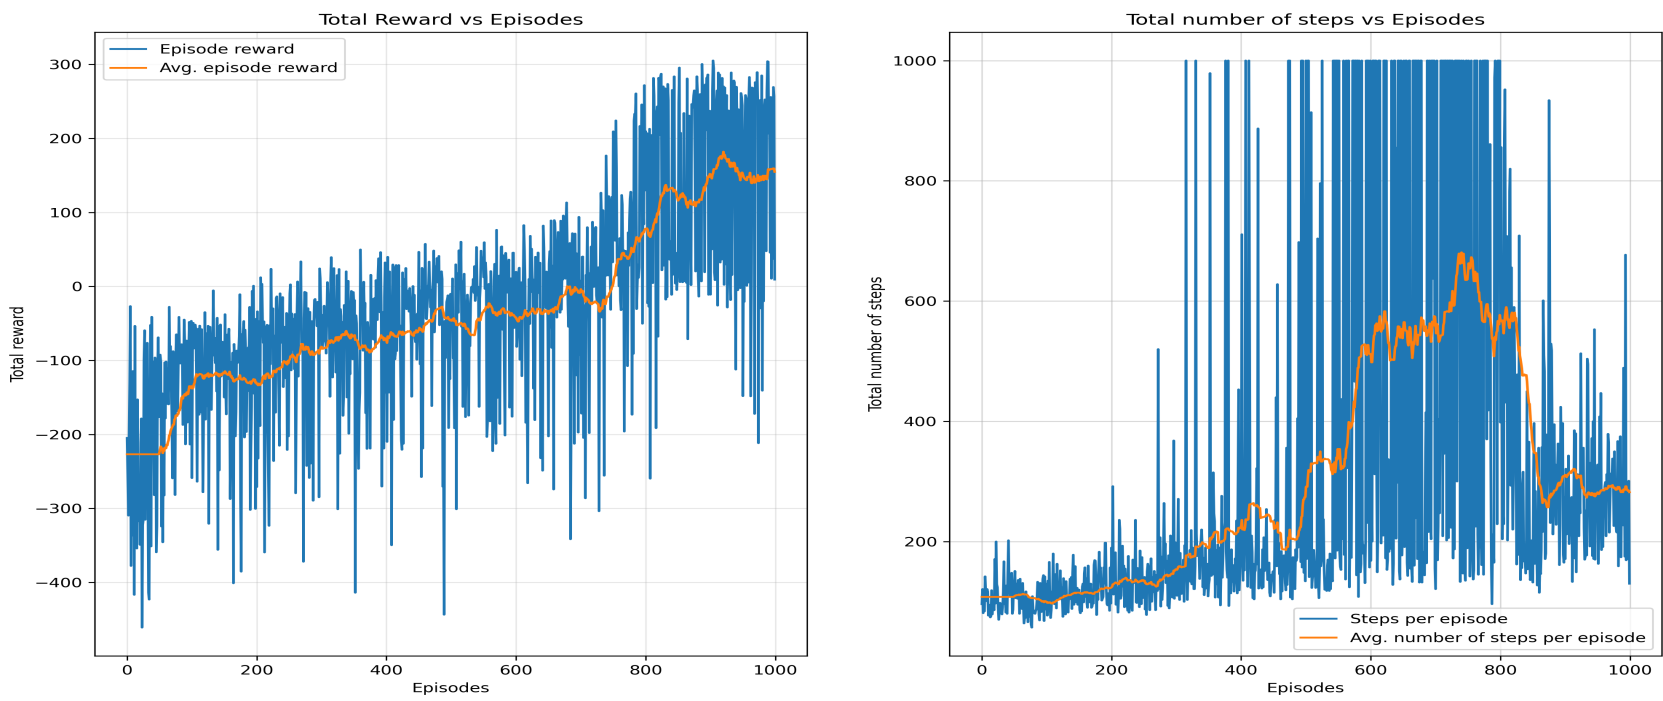 Total Reward vs Episodes
Episode reward
Avg. episode reward
300
200
100
0
−100
−200
−300
−400
Total reward
0
200
400
600
800
1000
Episodes
Total number of steps vs Episodes
1000
800
600
400
200
Total number of steps
Steps per episode
Avg. number of steps per episode
0
200
400
600
800
1000
Episodes